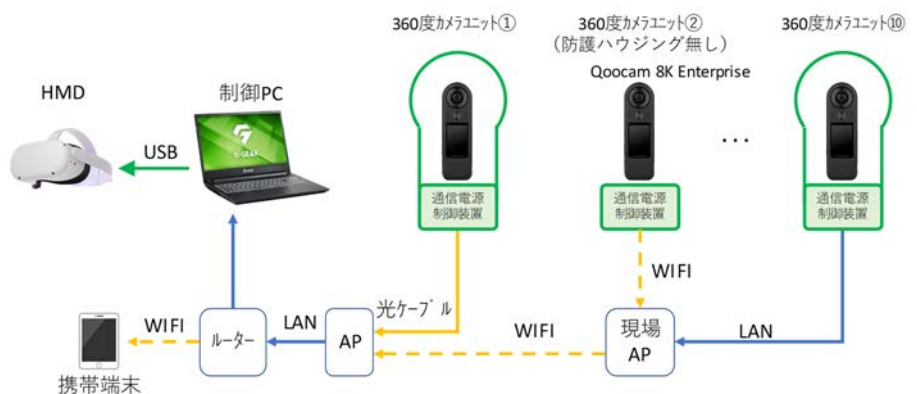 360度ｶﾒﾗﾕﾆｯﾄ①
360度ｶﾒﾗﾕﾆｯﾄ②
（防護ハウジング無し）
360度ｶﾒﾗﾕﾆｯﾄ⑩
Qoocam 8K Enterprise
HMD
制御PC
USB
G-GEAR
…
通信電源
制御装置
通信電源
制御装置
通信電源
制御装置
WIFI
光ｹｰﾌﾞﾙ
WIFI
ルーター
LAN
AP
WIFI
現場
AP
LAN
携帯端末